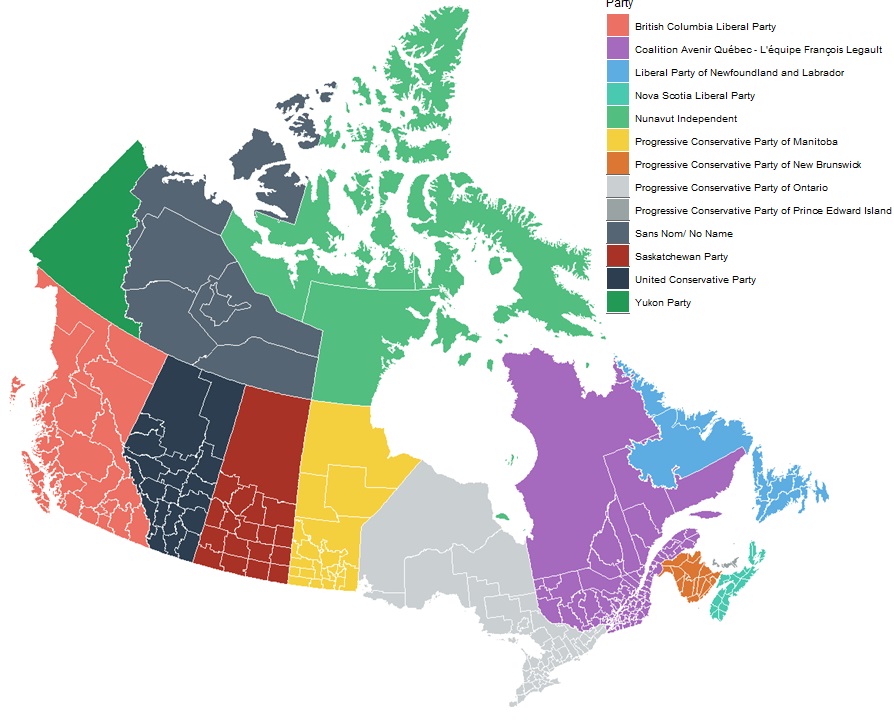 Party
British Columbia Liberal Party
Coalition Avenir Québec - L'équipe François Legault
Liberal Party of Newfoundland and Labrador
Nova Scotia Liberal Party
Nunavut Independent
Progressive Conservative Party of Manitoba
Progressive Conservative Party of New Brunswick
Progressive Conservative Party of Ontario
Progressive Conservative Party of Prince Edward Island
Sans Nom/ No Name
Saskatchewan Party
United Conservative Party
Yukon Party